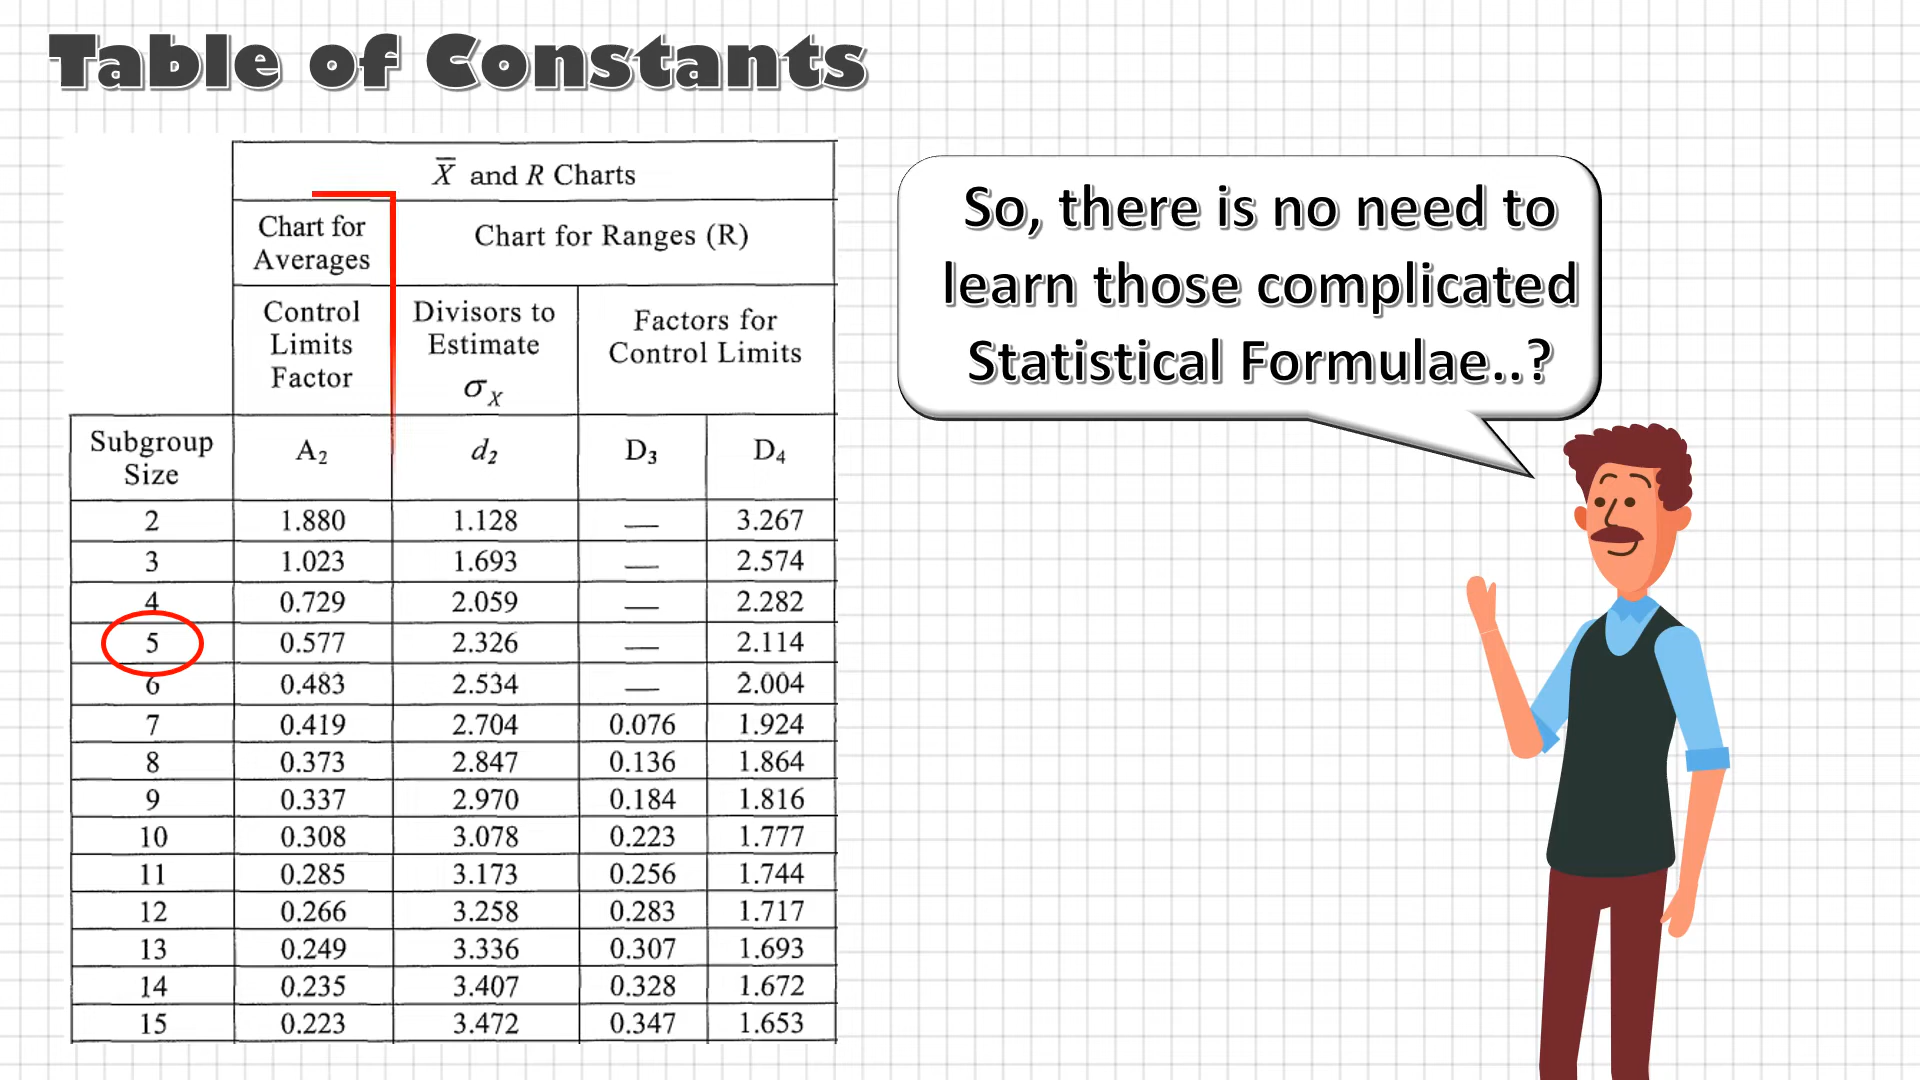 Table of Constants
X̅ and R Charts
Chart for Averages
Chart for Ranges (R)
Control Limits Factor
Divisors to Estimate σX
Factors for Control Limits
Subgroup Size A2 d2 D3 D4
2 1.880 1.128 — 3.267
3 1.023 1.693 — 2.574
4 0.729 2.059 — 2.282
5 0.577 2.326 — 2.114
6 0.483 2.534 — 2.004
7 0.419 2.704 0.076 1.924
8 0.373 2.847 0.136 1.864
9 0.337 2.970 0.184 1.816
10 0.308 3.078 0.223 1.777
11 0.285 3.173 0.256 1.744
12 0.266 3.258 0.283 1.717
13 0.249 3.336 0.307 1.693
14 0.235 3.407 0.328 1.672
15 0.223 3.472 0.347 1.653
So, there is no need to
learn those complicated
Statistical Formulae..?